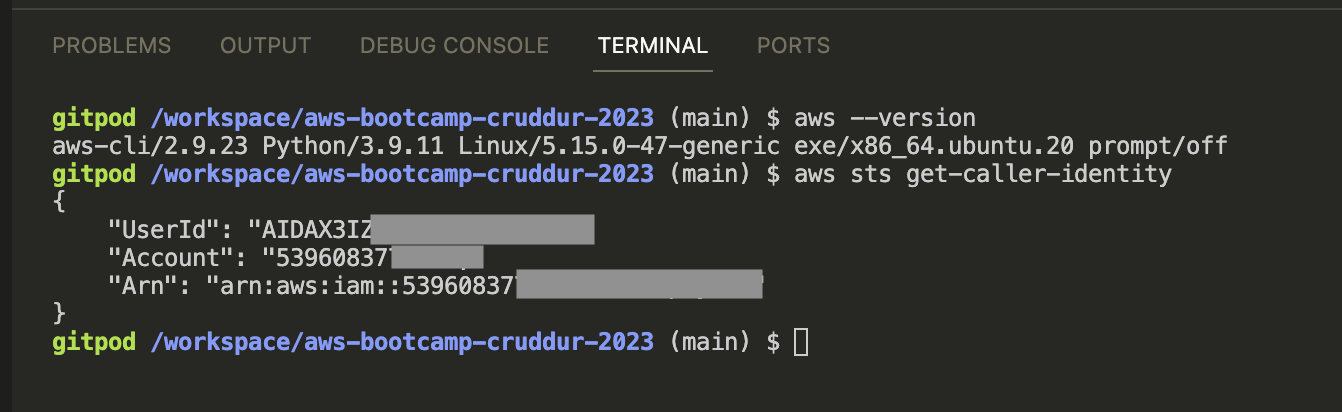 PROBLEMS OUTPUT DEBUG CONSOLE TERMINAL PORTS
gitpod /workspace/aws-bootcamp-cruddur-2023 (main) $ aws --version
aws-cli/2.9.23 Python/3.9.11 Linux/5.15.0-47-generic exe/x86_64.ubuntu.20 prompt/off
gitpod /workspace/aws-bootcamp-cruddur-2023 (main) $ aws sts get-caller-identity
{
"UserId": "AIDAX3IZ
"Account": "53960837
"Arn": "arn:aws:iam::53960837
}
gitpod /workspace/aws-bootcamp-cruddur-2023 (main) $